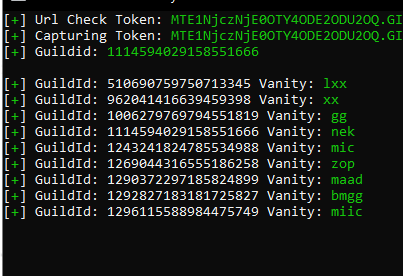 [+] Url Check Token: MTE1NjczNjE0OTY4ODE2ODU2OQ.GI
[+] Capturing Token: MTE1NjczNjE0OTY4ODE2ODU2OQ.GI
[+] Guildid: 1114594029158551666
[+] GuildId: 510690759750713345 Vanity: lxx
[+] GuildId: 962041416639459398 Vanity: xx
[+] GuildId: 1006279769794551819 Vanity: gg
[+] GuildId: 1114594029158551666 Vanity: nek
[+] GuildId: 1243241824785534988 Vanity: mic
[+] GuildId: 1269044316555186258 Vanity: zop
[+] GuildId: 1290372297185824899 Vanity: maad
[+] GuildId: 1292827183181725827 Vanity: bmgg
[+] GuildId: 1296115588984475749 Vanity: miic